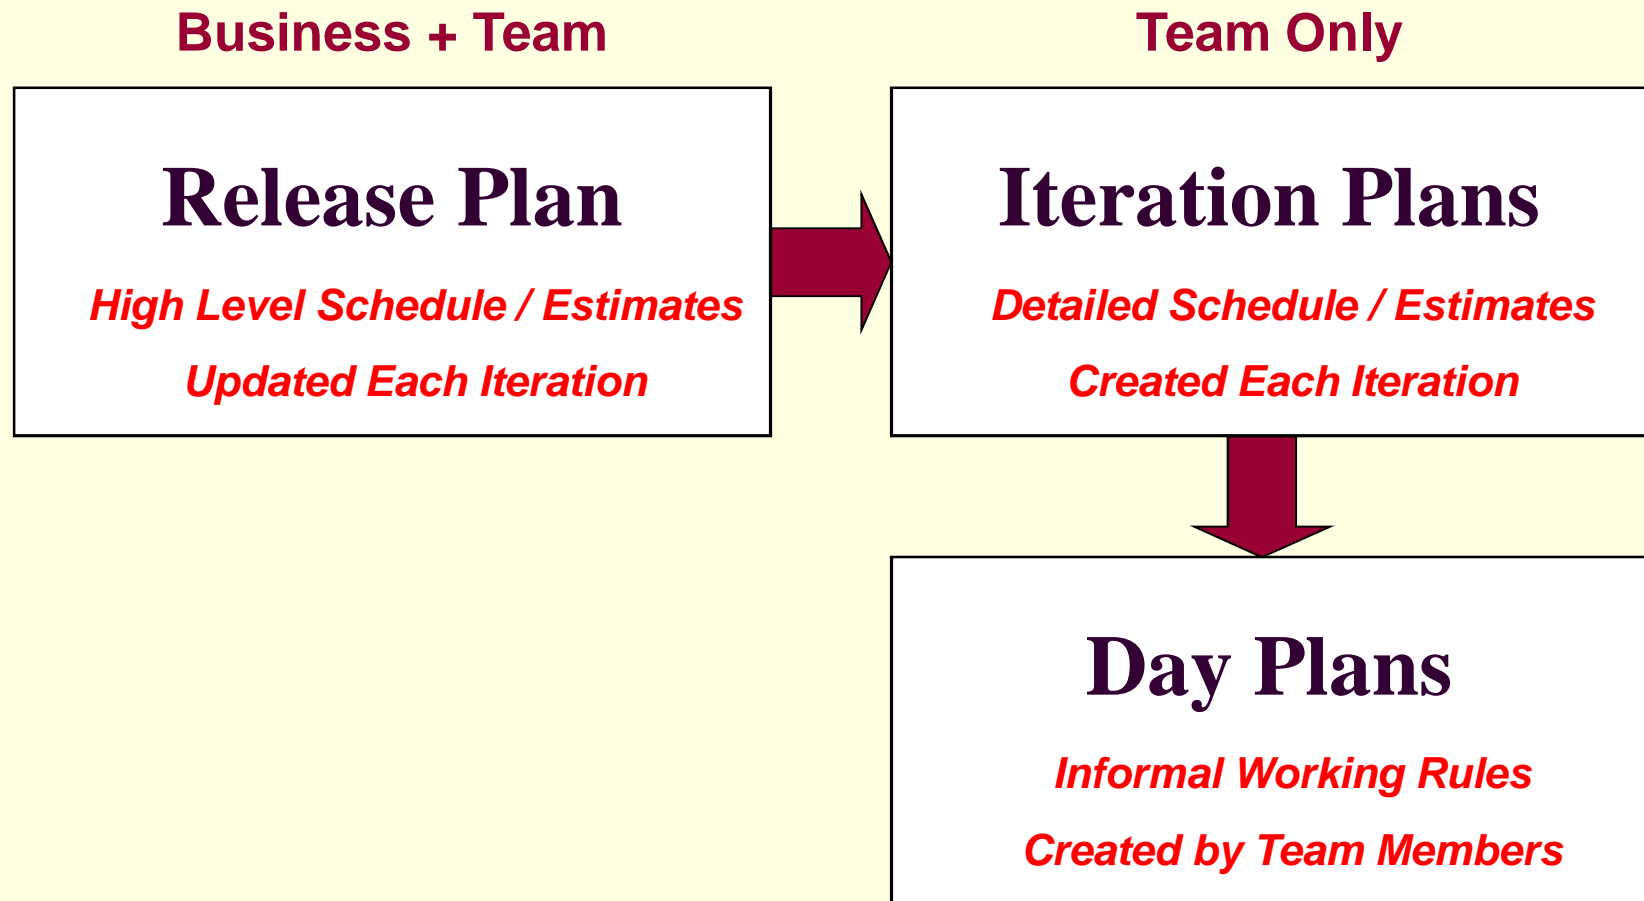 Business + Team
Release Plan
High Level Schedule / Estimates
Updated Each Iteration
Team Only
Iteration Plans
Detailed Schedule / Estimates
Created Each Iteration
Day Plans
Informal Working Rules
Created by Team Members